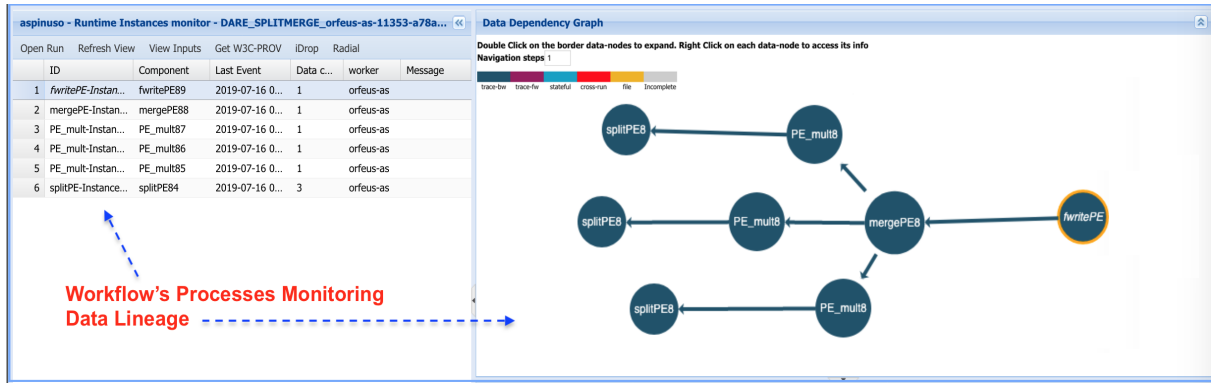 aspinuso - Runtime Instances monitor - DARE_SPLITMERGE_orfeus-as-11353-a78a...
Open Run Refresh View View Inputs Get W3C-PROV iDrop Radial
ID Component Last Event Data c... worker Message
1 fwritePE-Instan... fwritePE89 2019-07-16 0... 1 orfeus-as
2 mergePE-Instan... mergePE88 2019-07-16 0... 1 orfeus-as
3 PE_mult-Instan... PE_mult87 2019-07-16 0... 1 orfeus-as
4 PE_mult-Instan... PE_mult86 2019-07-16 0... 1 orfeus-as
5 PE_mult-Instan... PE_mult85 2019-07-16 0... 1 orfeus-as
6 splitPE-Instance... splitPE84 2019-07-16 0... 3 orfeus-as
Workflow's Processes Monitoring
Data Lineage
Data Dependency Graph
Double Click on the border data-nodes to expand. Right Click on each data-node to access its info
Navigation steps 1
trace-bw trace-fw stateful cross-run file Incomplete
splitPE8 PE_mult8
splitPE8 PE_mult8 mergePE8 fwritePE
splitPE8 PE_mult8